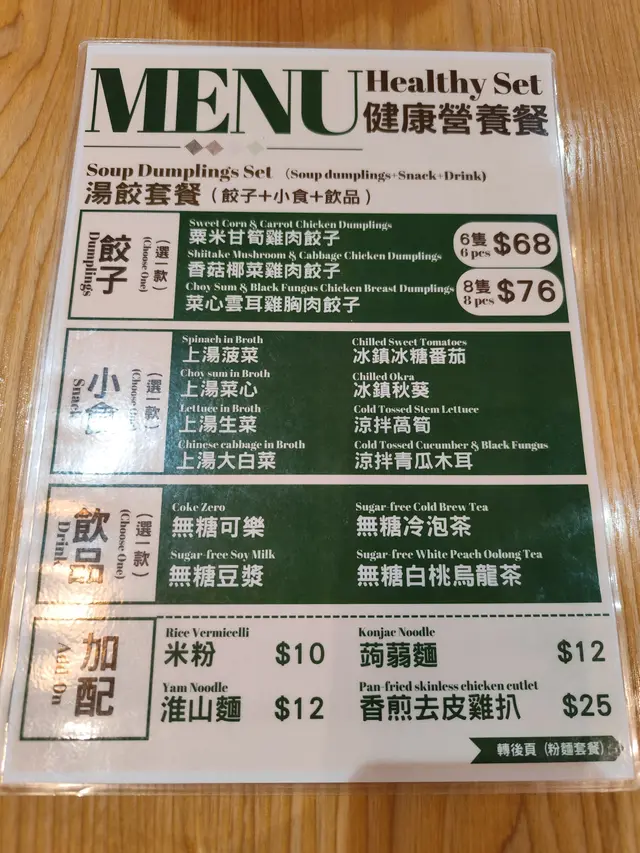 MENU
Healthy Set
健康營養餐
Soup Dumplings Set (Soup dumplings+Snack+Drink)
湯餃套餐 (餃子+小食+飲品)
餃子
Dumplings
(選一款)
(Choose One)
Sweet Corn & Carrot Chicken Dumplings
粟米甘筍雞肉餃子
Shiitake Mushroom & Cabbage Chicken Dumplings
香菇椰菜雞肉餃子
Choy Sum & Black Fungus Chicken Breast Dumplings
菜心雲耳雞胸肉餃子
6隻 $68
6 pcs
8隻 $76
8 pcs
小食
Snack
(選一款)
(Choose One)
Spinach in Broth
上湯菠菜
Choy sum in Broth
上湯菜心
Lettuce in Broth
上湯生菜
Chinese cabbage in Broth
上湯大白菜
Chilled Sweet Tomatoes
冰鎮冰糖番茄
Chilled Okra
冰鎮秋葵
Cold Tossed Stem Lettuce
涼拌萵筍
Cold Tossed Cucumber & Black Fungus
涼拌青瓜木耳
飲品
Drink
(選一款)
(Choose One)
Coke Zero
無糖可樂
Sugar-free Soy Milk
無糖豆漿
Sugar-free Cold Brew Tea
無糖冷泡茶
Sugar-free White Peach Oolong Tea
無糖白桃烏龍茶
加配
Add On
Rice Vermicelli
米粉 $10
Yam Noodle
淮山麵 $12
Konjac Noodle
蒟蒻麵 $12
Pan-fried skinless chicken cutlet
香煎去皮雞扒 $25
轉後頁 (粉麵套餐)